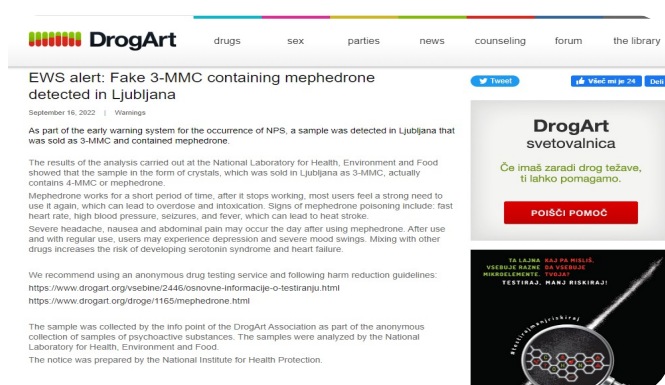 DrogArt
drugs sex parties news counseling forum the library
EWS alert: Fake 3-MMC containing mephedrone
detected in Ljubljana
September 16, 2022 | Warnings
As part of the early warning system for the occurrence of NPS, a sample was detected in Ljubljana that
was sold as 3-MMC and contained mephedrone.
The results of the analysis carried out at the National Laboratory for Health, Environment and Food
showed that the sample in the form of crystals, which was sold in Ljubljana as 3-MMC, actually
contains 4-MMC or mephedrone.
Mephedrone works for a short period of time, after it stops working, most users feel a strong need to
use it again, which can lead to overdose and intoxication. Signs of mephedrone poisoning include: fast
heart rate, high blood pressure, seizures, and fever, which can lead to heat stroke.
Severe headache, nausea and abdominal pain may occur the day after using mephedrone. After use
and with regular use, users may experience depression and severe mood swings. Mixing with other
drugs increases the risk of developing serotonin syndrome and heart failure.
We recommend using an anonymous drug testing service and following harm reduction guidelines:
https://www.drogart.org/vsebine/2446/osnovne-informacije-o-testiranju.html
https://www.drogart.org/droge/1165/mephedrone.html
The sample was collected by the info point of the DrogArt Association as part of the anonymous
collection of samples of psychoactive substances. The samples were analyzed by the National
Laboratory for Health, Environment and Food.
The notice was prepared by the National Institute for Health Protection.
Tweet
Všeč mi je 24 Deli
DrogArt
svetovalnica
Če imaš zaradi drog težave,
ti lahko pomagamo.
POIŠČI POMOČ
TA LAJNA KAJ PA MISLIŠ,
VSEBUJE RAZNE DA VSEBUJE
MIKROELEMENTE. TVOJA?
TESTIRAJ, MANJ RISKIRAJ!
#testirajmanjriskiraj